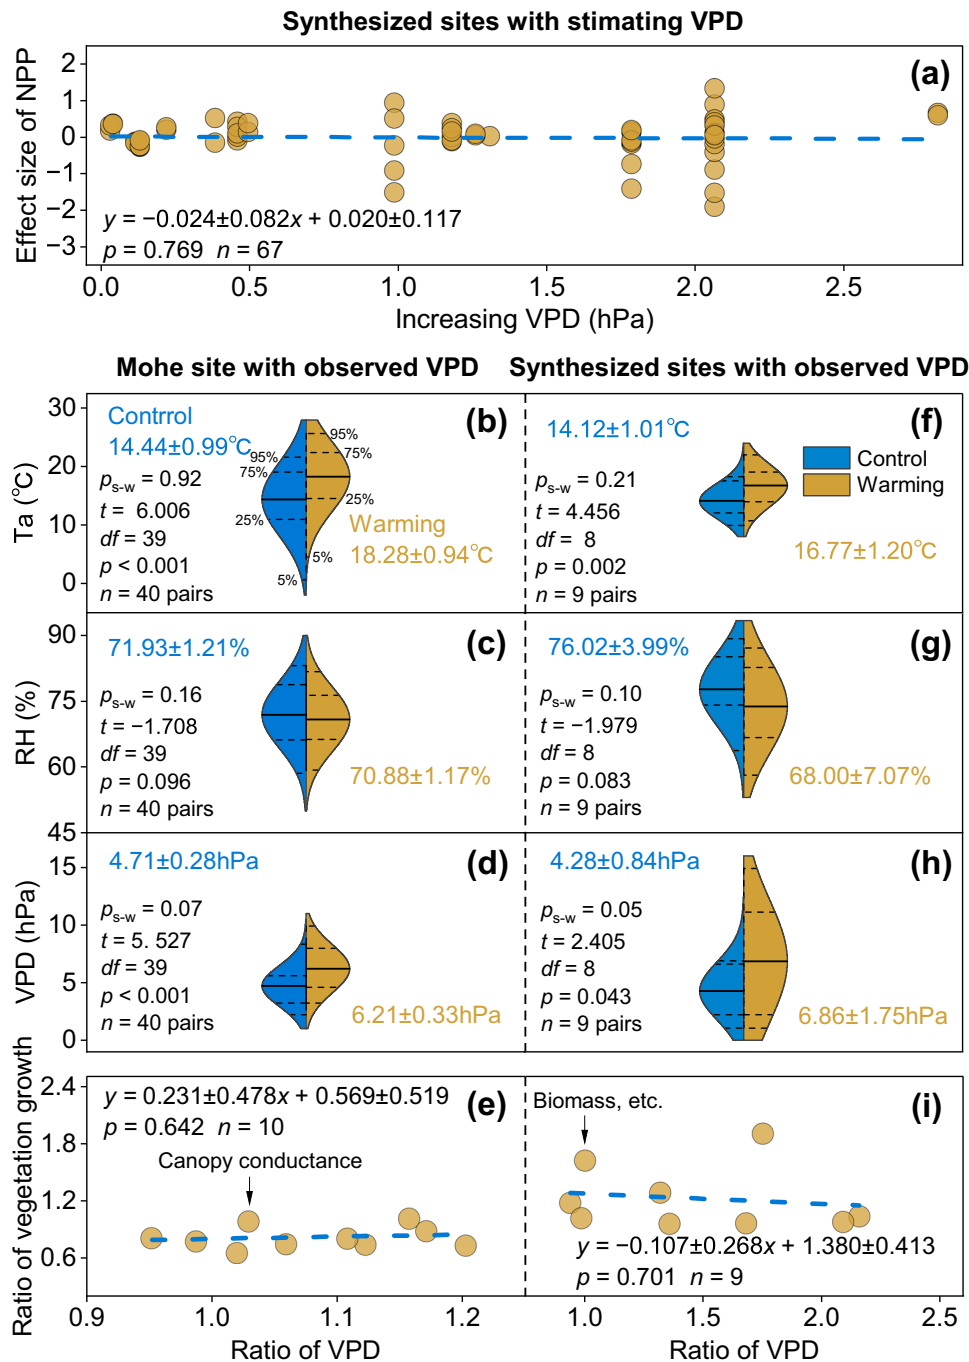 Synthesized sites with stimating VPD
(a)
Effect size of NPP
2
1
0
−1
−2
−3
y = −0.024±0.082x + 0.020±0.117
p = 0.769 n = 67
0.0 0.5 1.0 1.5 2.0 2.5
Increasing VPD (hPa)
Mohe site with observed VPD
Synthesized sites with observed VPD
Ta (°C)
30
20
10
0
(b)
Contrrol
14.44±0.99°C
p s-w = 0.92
t = 6.006
df = 39
p < 0.001
n = 40 pairs
95%
75%
25%
5%
95%
75%
25%
5%
Warming
18.28±0.94°C
(f)
14.12±1.01°C
Control
Warming
p s-w = 0.21
t = 4.456
df = 8
p = 0.002
n = 9 pairs
16.77±1.20°C
RH (%)
90
75
60
45
(c)
71.93±1.21%
p s-w = 0.16
t = −1.708
df = 39
p = 0.096
n = 40 pairs
70.88±1.17%
(g)
76.02±3.99%
p s-w = 0.10
t = −1.979
df = 8
p = 0.083
n = 9 pairs
68.00±7.07%
VPD (hPa)
15
10
5
0
(d)
4.71±0.28hPa
p s-w = 0.07
t = 5. 527
df = 39
p < 0.001
n = 40 pairs
6.21±0.33hPa
(h)
4.28±0.84hPa
p s-w = 0.05
t = 2.405
df = 8
p = 0.043
n = 9 pairs
6.86±1.75hPa
Ratio of vegetation growth
2.4
1.8
1.2
0.6
y = 0.231±0.478x + 0.569±0.519
p = 0.642 n = 10
(e)
Canopy conductance
0.9 1.0 1.1 1.2
Ratio of VPD
(i)
Biomass, etc.
y = −0.107±0.268x + 1.380±0.413
p = 0.701 n = 9
1.0 1.5 2.0 2.5
Ratio of VPD